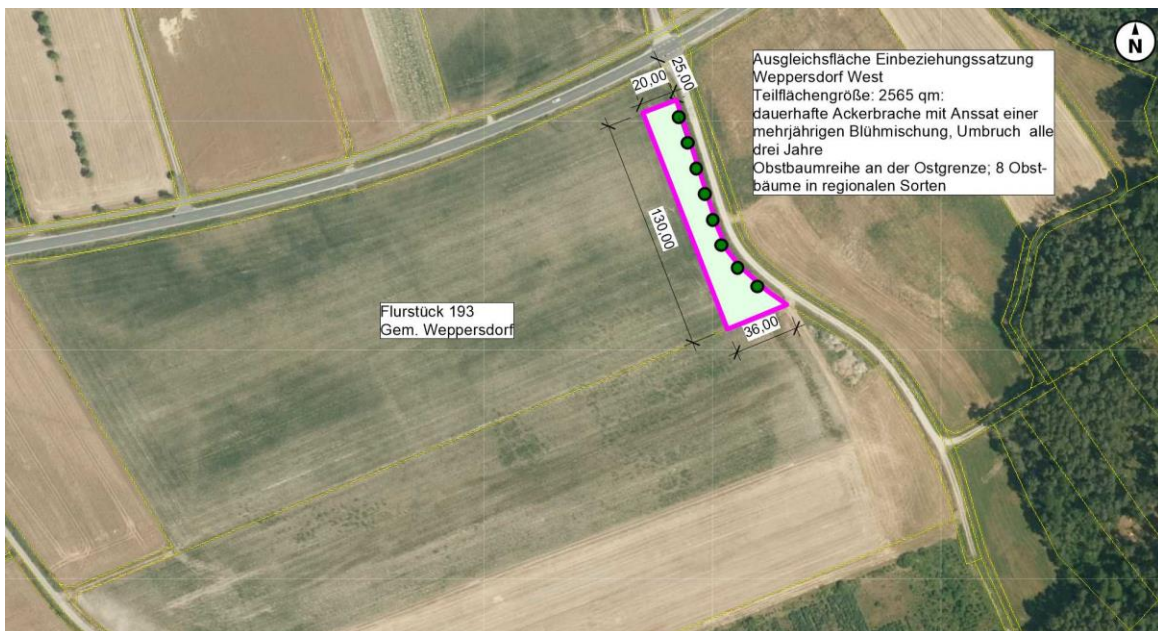 N
Ausgleichsfläche Einbeziehungssatzung
Weppersdorf West
Teilflächengröße: 2565 qm:
dauerhafte Ackerbrache mit Anssat einer
mehrjährigen Blühmischung, Umbruch alle
drei Jahre
Obstbaumreihe an der Ostgrenze; 8 Obst-
bäume in regionalen Sorten
25,00
20,00
130,00
36,00
Flurstück 193
Gem. Weppersdorf